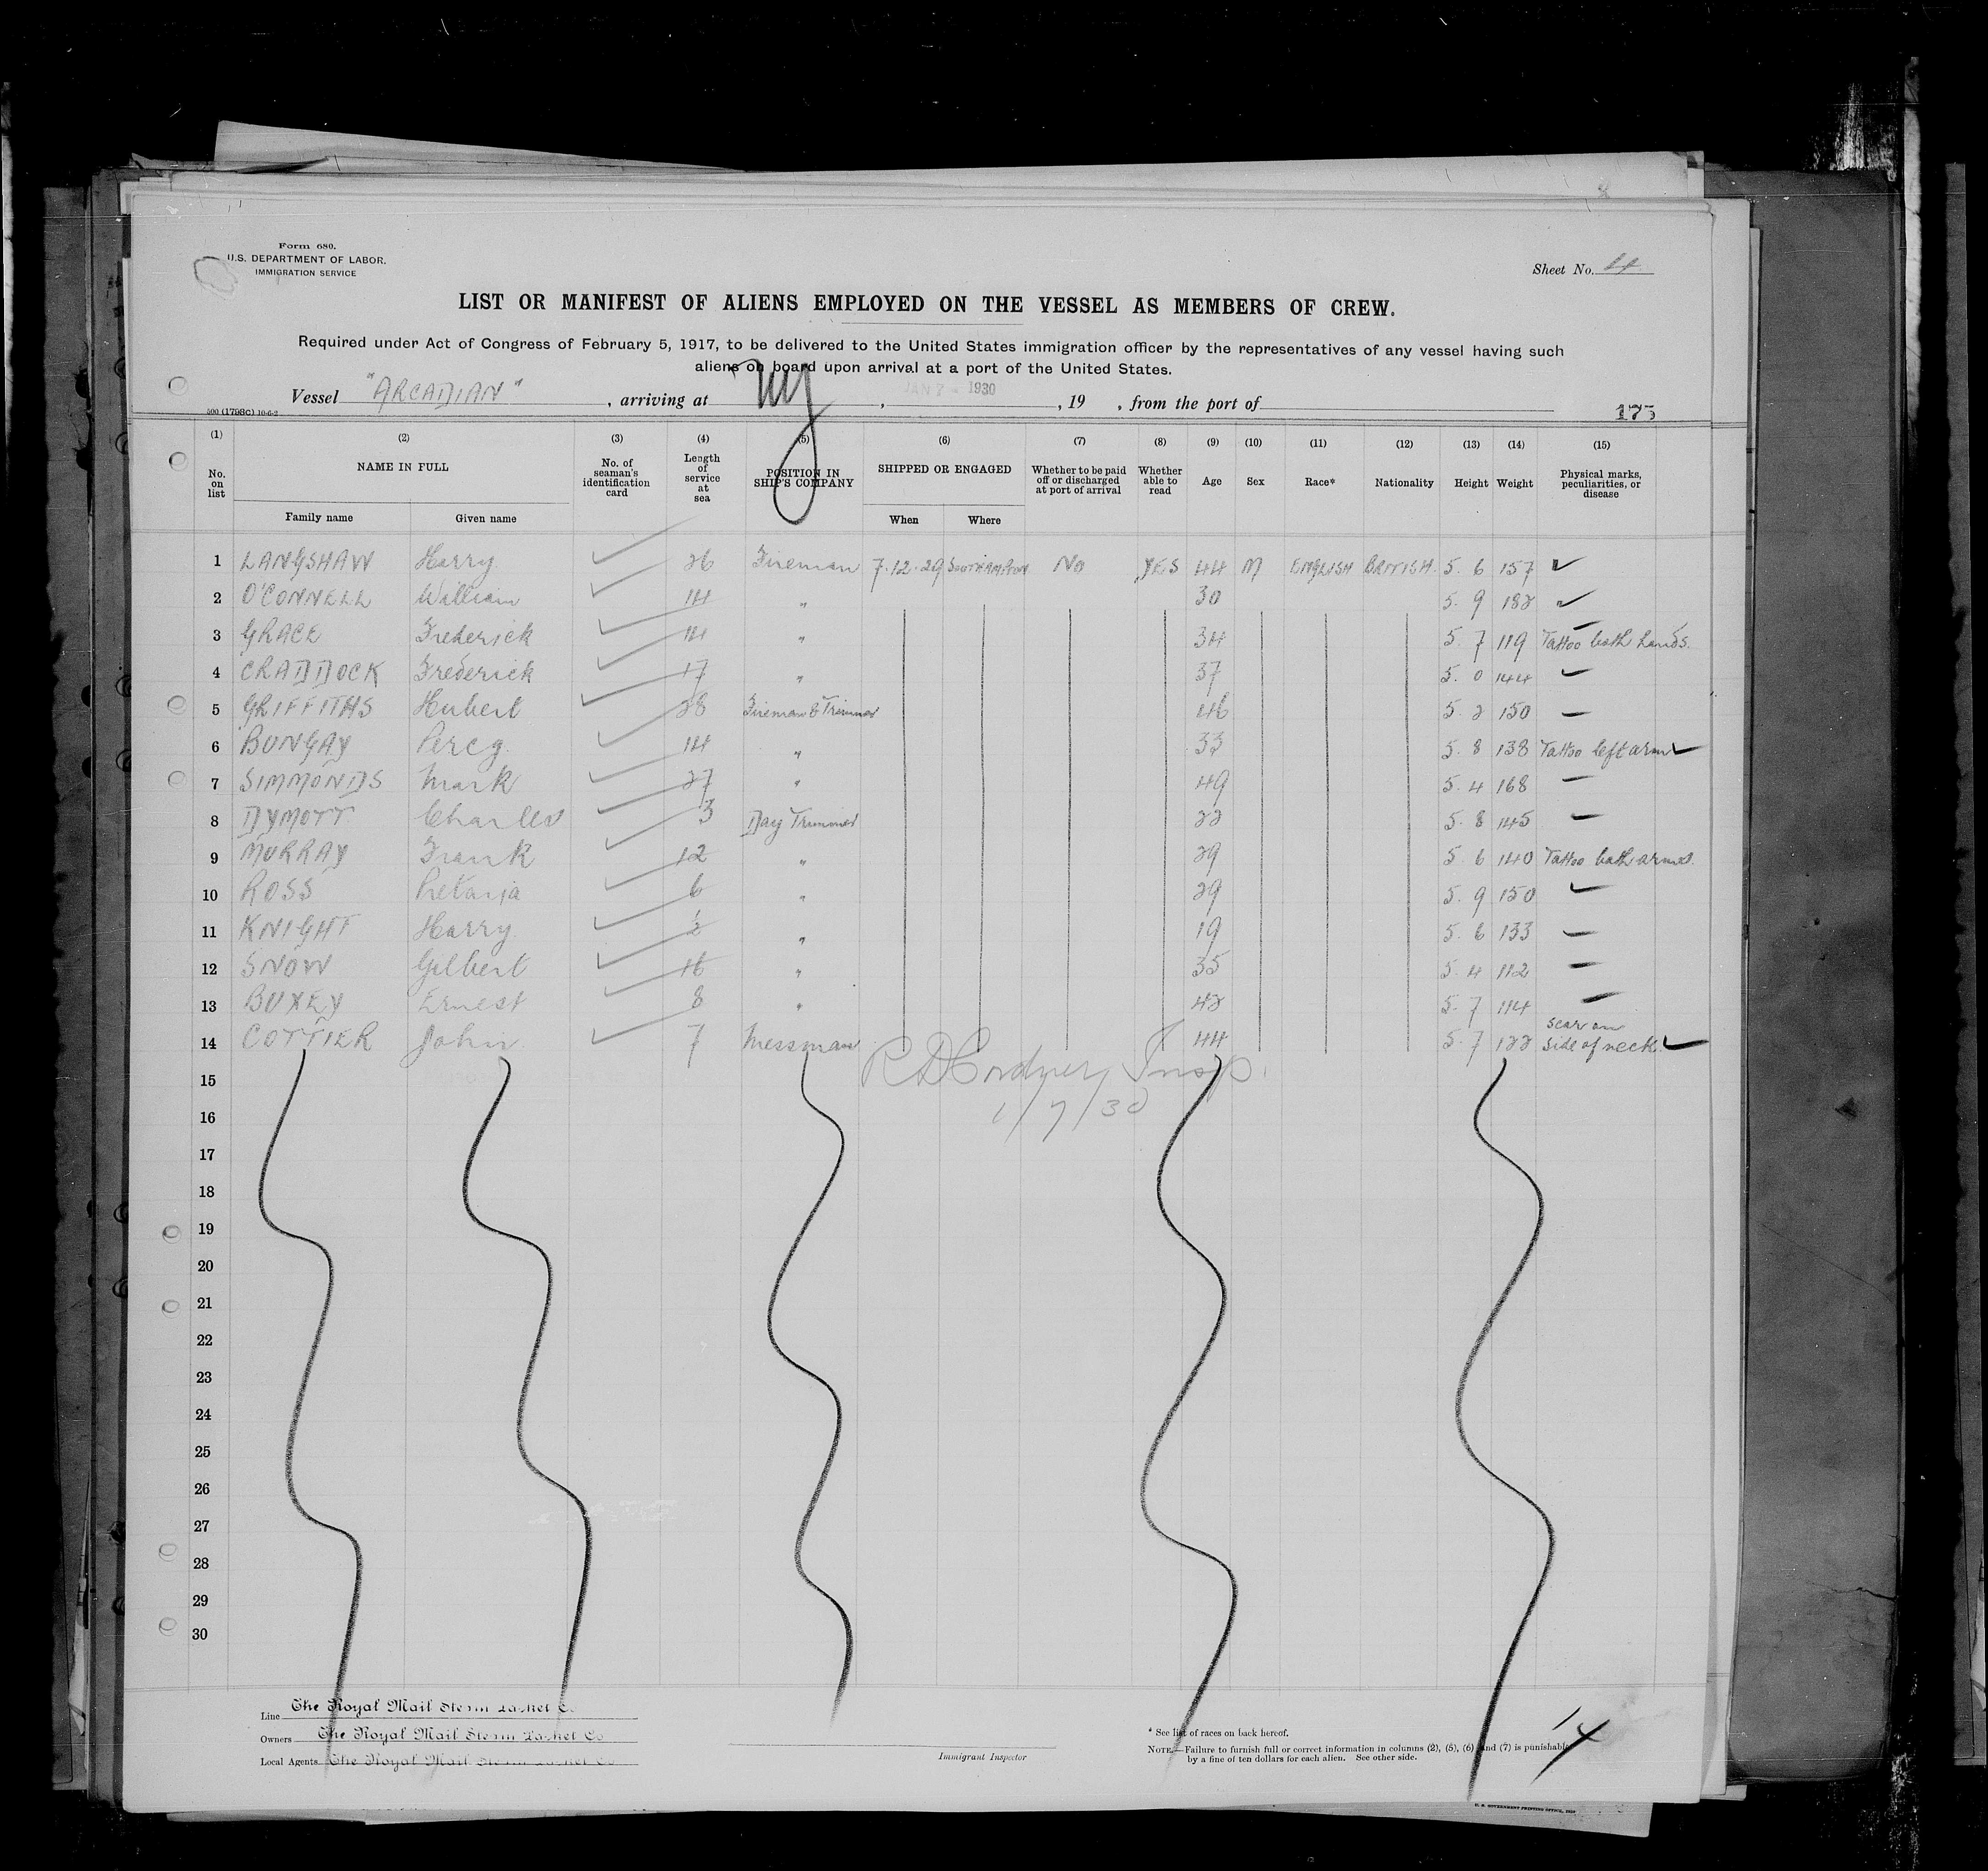 Form 680.
U.S. DEPARTMENT OF LABOR.
IMMIGRATION SERVICE
Sheet No. 4
LIST OR MANIFEST OF ALIENS EMPLOYED ON THE VESSEL AS MEMBERS OF CREW.
Required under Act of Congress of February 5, 1917, to be delivered to the United States immigration officer by the representatives of any vessel having such
aliens on board upon arrival at a port of the United States.
Vessel "ARCADIAN", arriving at NY, JAN 7 - 1930, 19 , from the port of
500 (1798c) 10-6-2
175
(1) (2) (3) (4) (5) (6) (7) (8) (9) (10) (11) (12) (13) (14) (15)
No. on list NAME IN FULL No. of seaman's identification card Length of service at sea POSITION IN SHIP'S COMPANY SHIPPED OR ENGAGED Whether to be paid off or discharged at port of arrival Whether able to read Age Sex Race* Nationality Height Weight Physical marks, peculiarities, or disease
Family name Given name When Where
1 LANGSHAW Harry 26 Fireman 7.12.29 SOUTHAMPTON NO YES 44 M ENGLISH BRITISH 5. 6 157
2 O'CONNELL William 14 " 30 5. 9 182 "
3 GRACE Frederick 14 " 34 5. 7 119 Tattoo both hands.
4 CRADDOCK Frederick 17 " 37 5. 0 144
5 GRIFFITHS Hubert 28 Fireman & Trimmer 46 5. 2 150 —
6 BUNGAY Percy 14 " 33 5. 8 138 Tattoo left arm
7 SIMMONDS Mark 27 " 49 5. 4 168 —
8 DYMOTT Charles 3 Day Trimmer 22 5. 8 145 —
9 MURRAY Frank 12 " 29 5. 6 140 Tattoo both arms.
10 ROSS Pretoria 6 " 29 5. 9 150 —
11 KNIGHT Harry ½ " 19 5. 6 133 —
12 SNOW Gilbert 16 " 35 5. 4 112 —
13 BUXEY Ernest 8 " 42 5. 7 114 —
14 COTTIER John 7 Messman 44 5. 7 122 scar on side of neck
15
Insp.
16
1/7/30
17
18
19
20
21
22
23
24
25
26
27
28
29
30
Line The Royal Mail Steam Packet Co
Owners The Royal Mail Steam Packet Co
Local Agents The Royal Mail Steam Packet Co
Immigrant Inspector
* See list of races on back hereof.
NOTE.—Failure to furnish full or correct information in columns (2), (5), (6) and (7) is punishable
by a fine of ten dollars for each alien. See other side.
14
U. S. GOVERNMENT PRINTING OFFICE